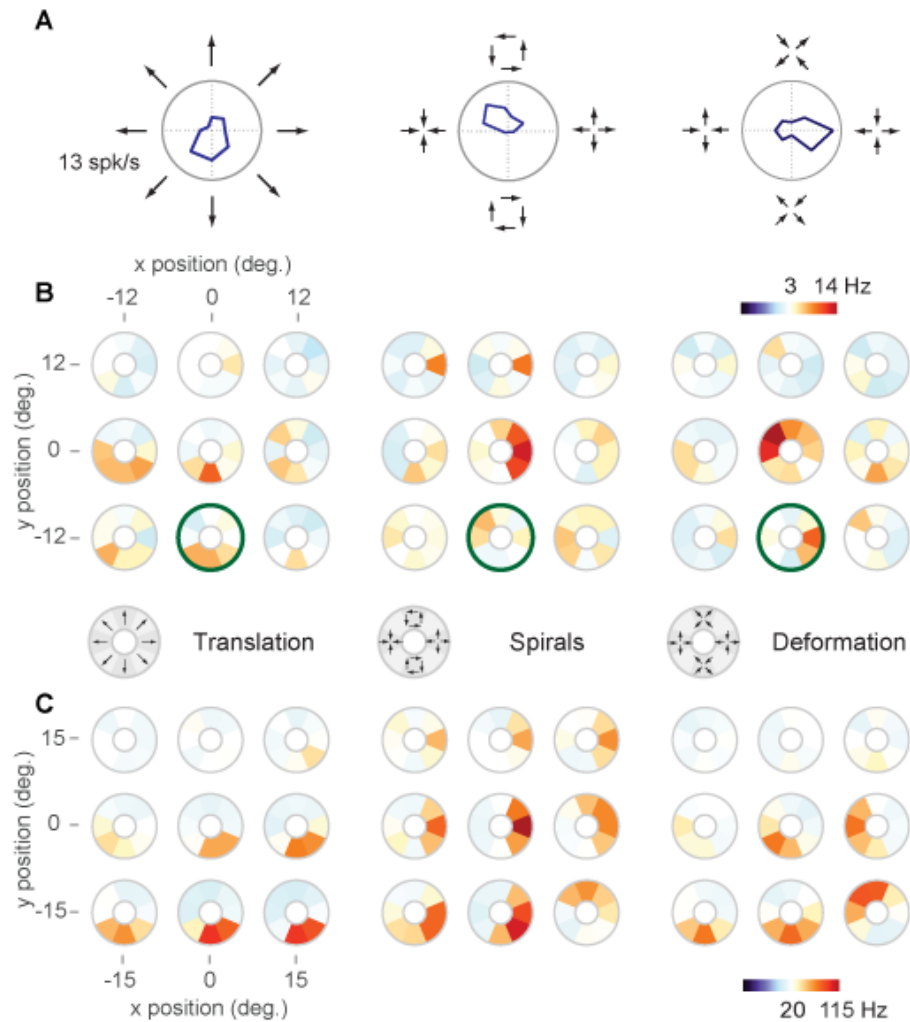 A
13 spk/s
x position (deg.)
B
-12 0 12
3 14 Hz
12
0
-12
y position (deg.)
Translation
Spirals
Deformation
C
15
0
-15
y position (deg.)
-15 0 15
x position (deg.)
20 115 Hz